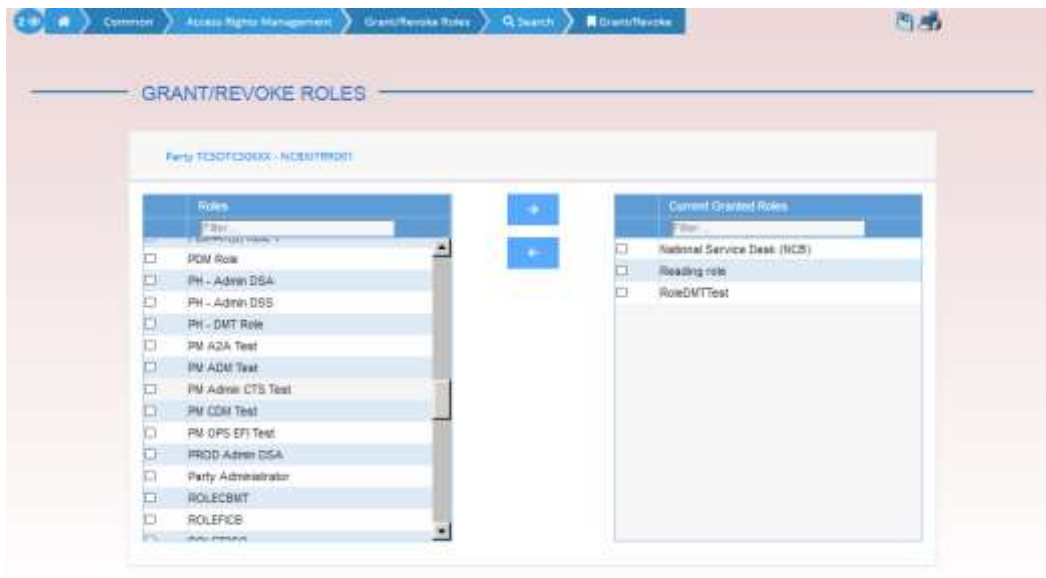 Common
Access Rights Management
Grant/Revoke Roles
Search
Grant/Revoke
GRANT/REVOKE ROLES
Party
Roles
Filter...
PDM Role
PH - Admin DSA
PH - Admin DSS
PH - DMT Role
PM A2A Test
PM ADM Test
PM Admin CTS Test
PM CDM Test
PM OPS EFI Test
PROD Admin DSA
Party Administrator
ROLECBMT
ROLEFICB
Current Granted Roles
Filter...
National Service Desk (NCB)
Reading role
RoleDMTTest